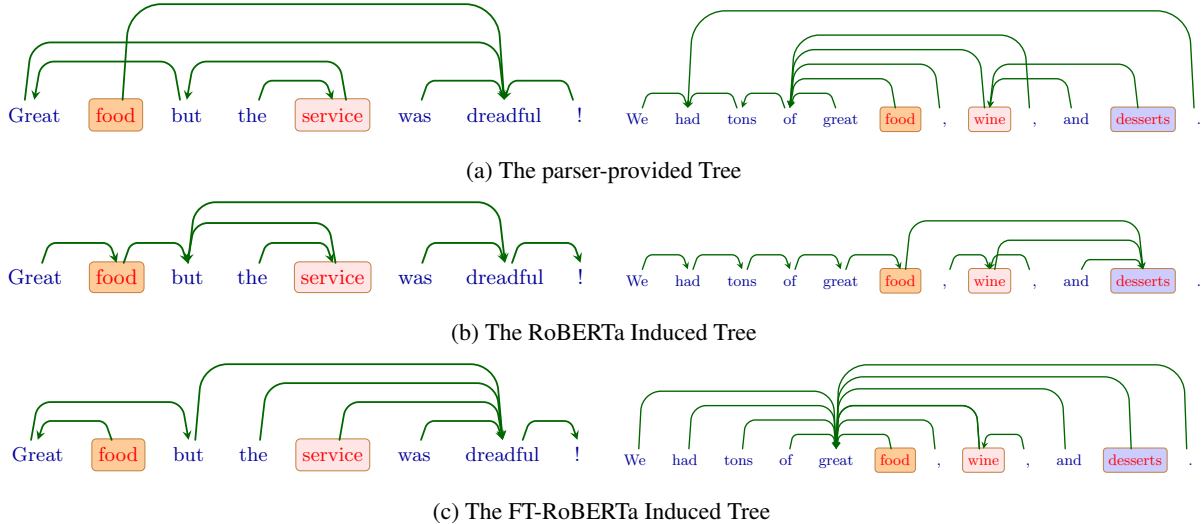 Great food but the service was dreadful !
We had tons of great food , wine , and desserts .
(a) The parser-provided Tree
Great food but the service was dreadful !
We had tons of great food , wine , and desserts .
(b) The RoBERTa Induced Tree
Great food but the service was dreadful !
We had tons of great food , wine , and desserts .
(c) The FT-RoBERTa Induced Tree